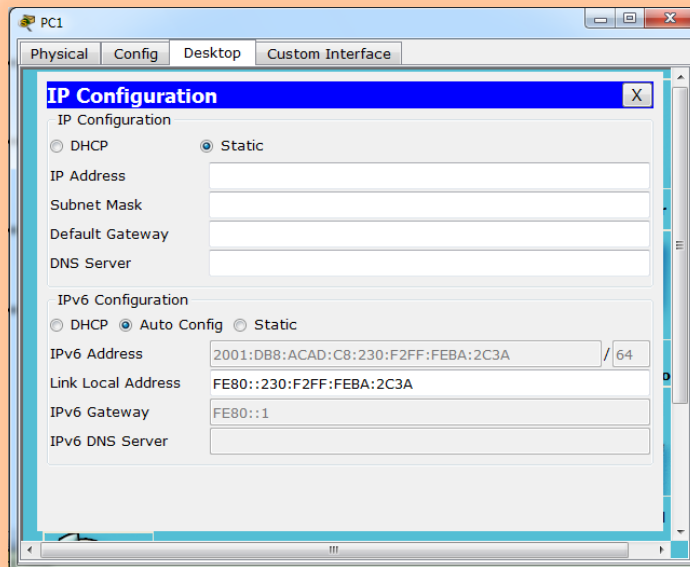 PC1
Physical Config Desktop Custom Interface
IP Configuration X
IP Configuration
DHCP Static
IP Address
Subnet Mask
Default Gateway
DNS Server
IPv6 Configuration
DHCP Auto Config Static
IPv6 Address 2001:DB8:ACAD:C8:230:F2FF:FEBA:2C3A / 64
Link Local Address FE80::230:F2FF:FEBA:2C3A
IPv6 Gateway FE80::1
IPv6 DNS Server